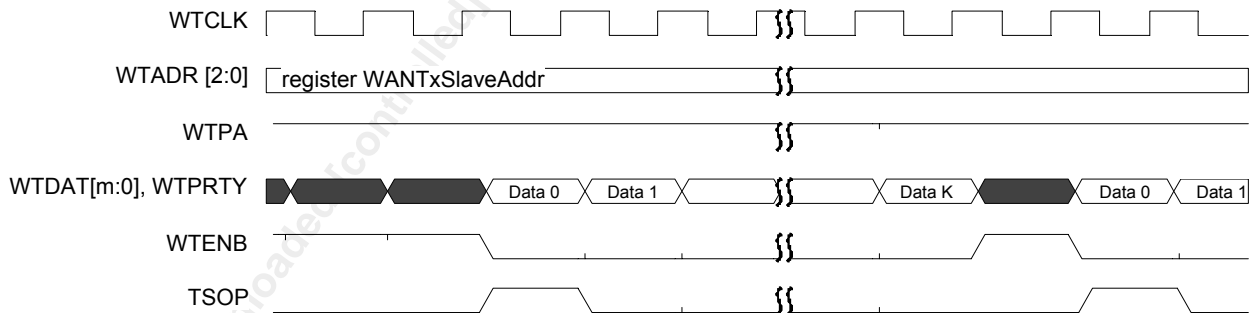 WTCLK
WTADR [2:0] register WANTxSlaveAddr
WTPA
WTDAT[m:0], WTPRTY Data 0 Data 1 Data K Data 0 Data 1
WTENB
TSOP